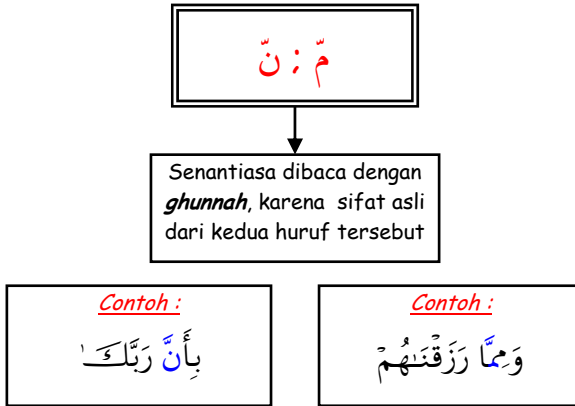 نّ ; مّ
Senantiasa dibaca dengan
ghunnah, karena sifat asli
dari kedua huruf tersebut
Contoh :
بِأَنَّ رَبَّكَ
Contoh :
وَمِمَّا رَزَقْنَـٰهُمْ